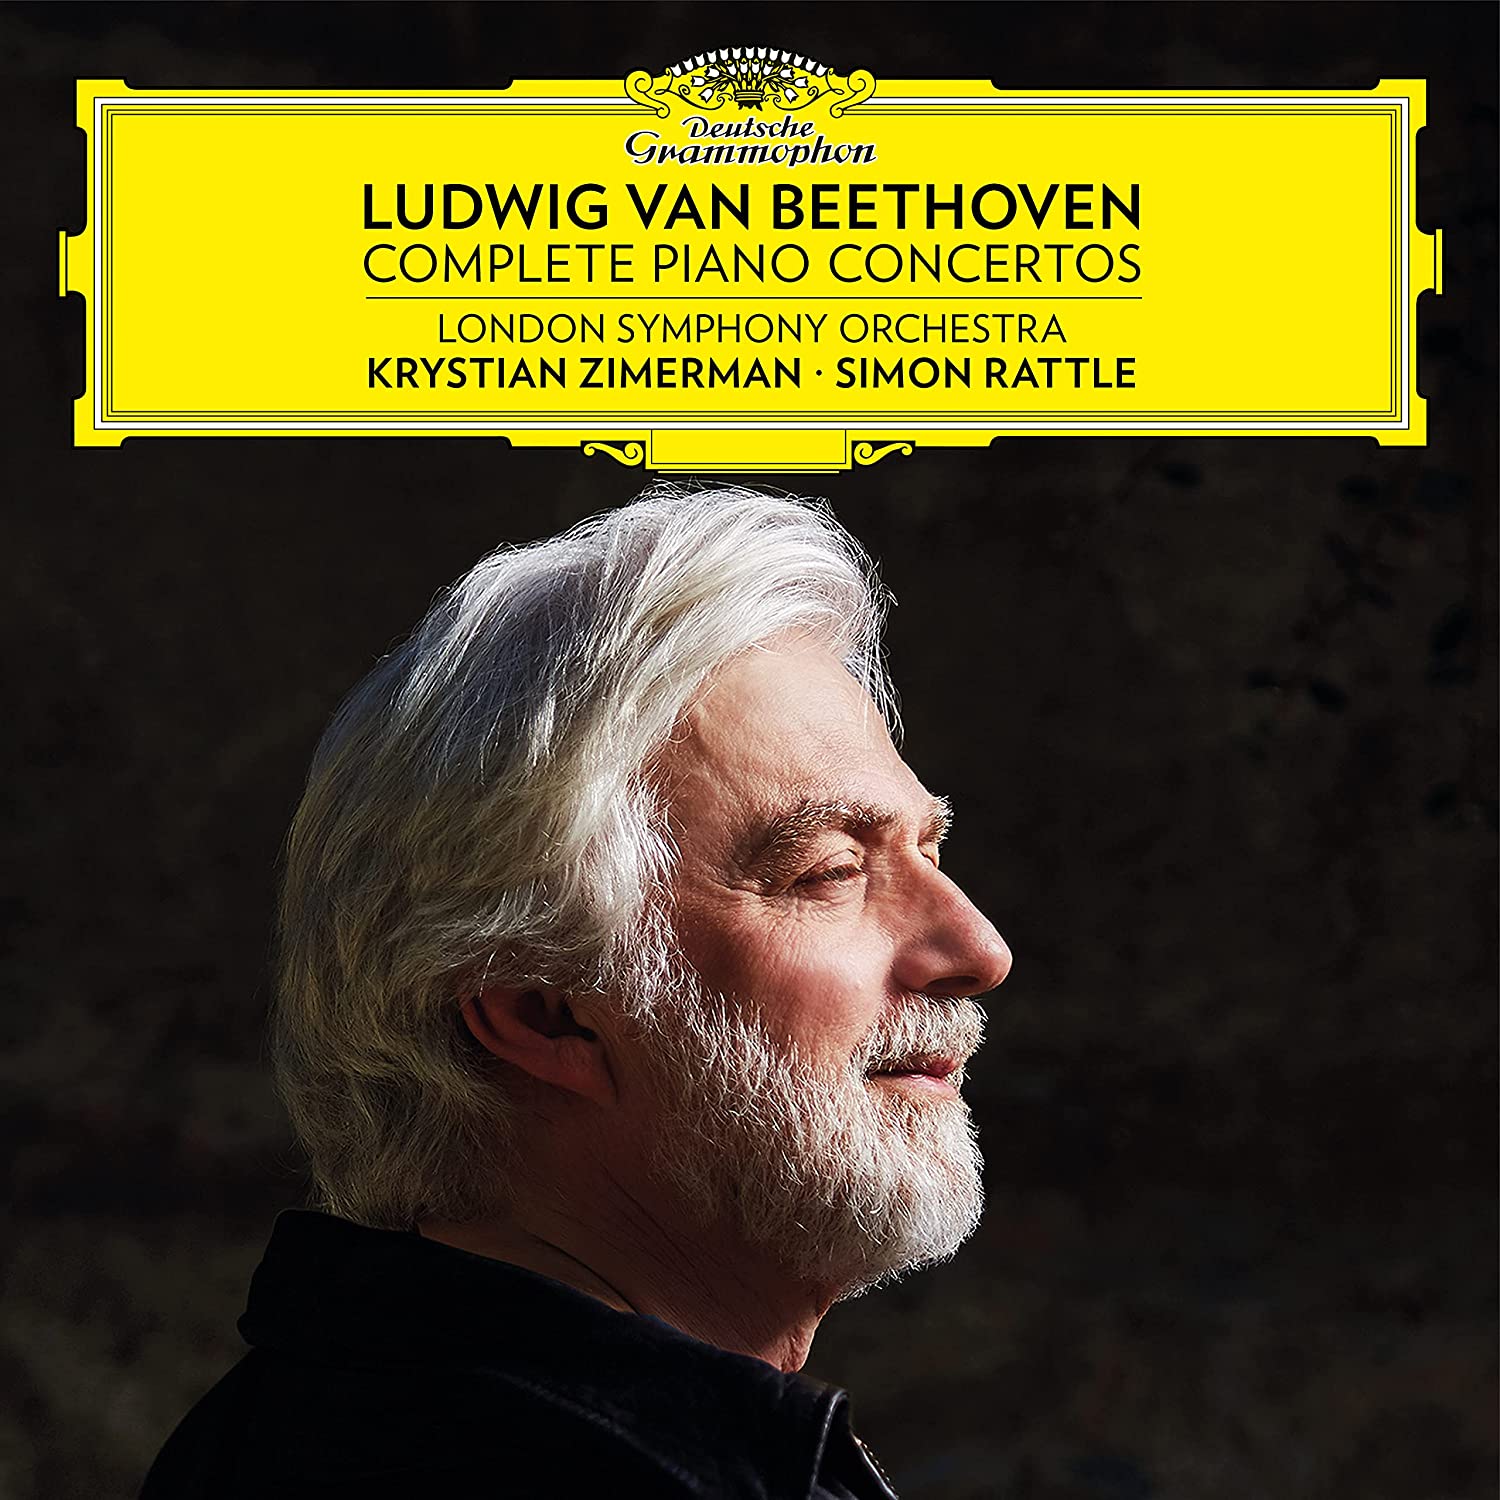 Deutsche
Grammophon
LUDWIG VAN BEETHOVEN
COMPLETE PIANO CONCERTOS
LONDON SYMPHONY ORCHESTRA
KRYSTIAN ZIMERMAN · SIMON RATTLE